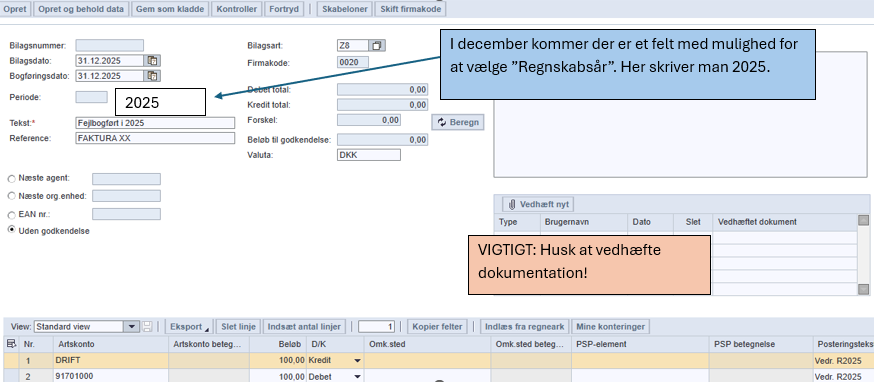 Opret Opret og behold data Gem som kladde Kontroller Fortryd Skabeloner Skift firmakode
Bilagsnummer:
Bilagsdato: 31.12.2025
Bogføringsdato: 31.12.2025
Periode: 2025
Tekst:* Fejlbogført i 2025
Reference: FAKTURA XX
Bilagsart: Z8
Firmakode: 0020
Debet total: 0,00
Kredit total: 0,00
Forskel: 0,00 Beregn
Beløb til godkendelse: 0,00
Valuta: DKK
I december kommer der er et felt med mulighed for
at vælge ”Regnskabsår”. Her skriver man 2025.
Næste agent:
Næste org.enhed:
EAN nr.:
Uden godkendelse
Vedhæft nyt
Type Brugernavn Dato Slet Vedhæftet dokument
VIGTIGT: Husk at vedhæfte
dokumentation!
View: Standard view Eksport Slet linje Indsæt antal linjer 1 Kopier felter Indlæs fra regneark Mine konteringer
Nr. Artskonto Artskonto beteg... Beløb D/K Omk.sted Omk.sted beteg... PSP-element PSP betegnelse Posteringstekst
1 DRIFT 100,00 Kredit Vedr. R2025
2 91701000 100,00 Debet Vedr. R2025